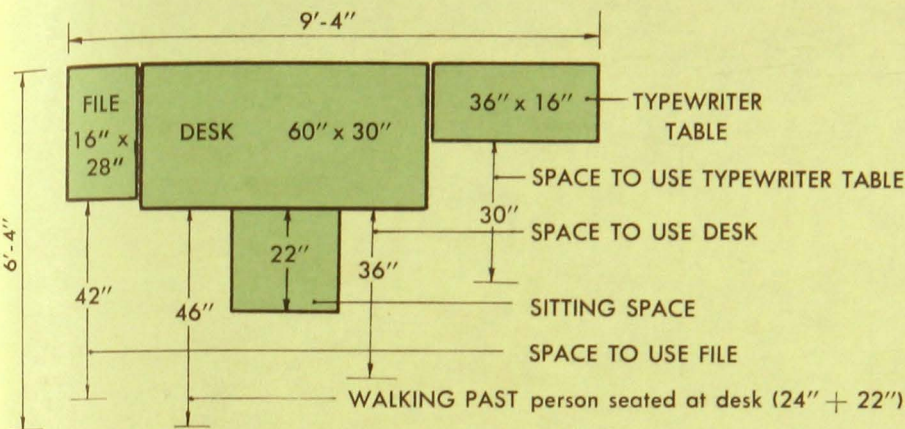 9'-4"
FILE
16" x
28"
DESK 60" x 30"
36" x 16"
TYPEWRITER
TABLE
SPACE TO USE TYPEWRITER TABLE
30"
SPACE TO USE DESK
6'-4"
22"
36"
42"
46"
SITTING SPACE
SPACE TO USE FILE
WALKING PAST person seated at desk (24" + 22")